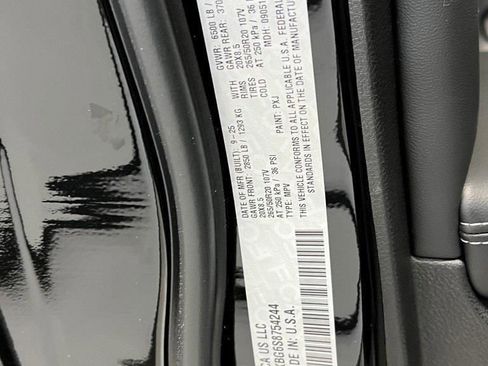 CA US LLC
BG6S8754244
DE IN: U.S.A.
DATE OF MFR (BUILT): 9-25 GVWR: 6500 LB /
GAWR FRONT 2850 LB / 1293 KG WITH GAWR REAR: 370
20X8.5 RIMS 20X8.5
265/50R20 107V TIRES 265/50R20 107V
AT 250 kPa / 36 PSI COLD AT 250 kPa / 36
TYPE: MPV PAINT: PXJ MDH: 09051
THIS VEHICLE CONFORMS TO ALL APPLICABLE U.S.A. FEDERAL
STANDARDS IN EFFECT ON THE DATE OF MANUFACTUR